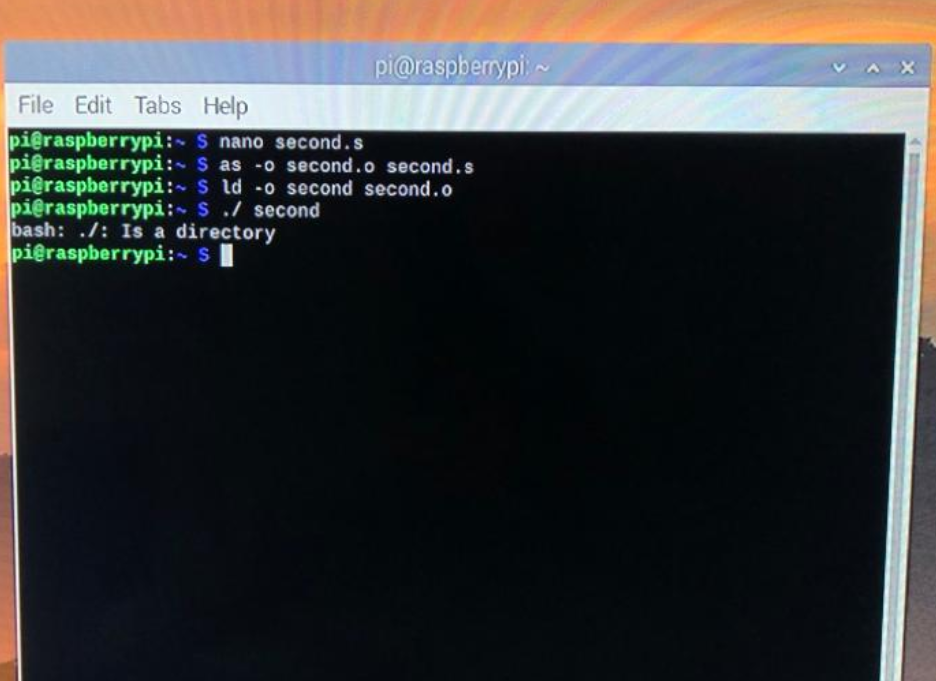 pi@raspberrypi: ~
File Edit Tabs Help
pi@raspberrypi:~ $ nano second.s
pi@raspberrypi:~ $ as -o second.o second.s
pi@raspberrypi:~ $ ld -o second second.o
pi@raspberrypi:~ $ ./ second
bash: ./: Is a directory
pi@raspberrypi:~ $